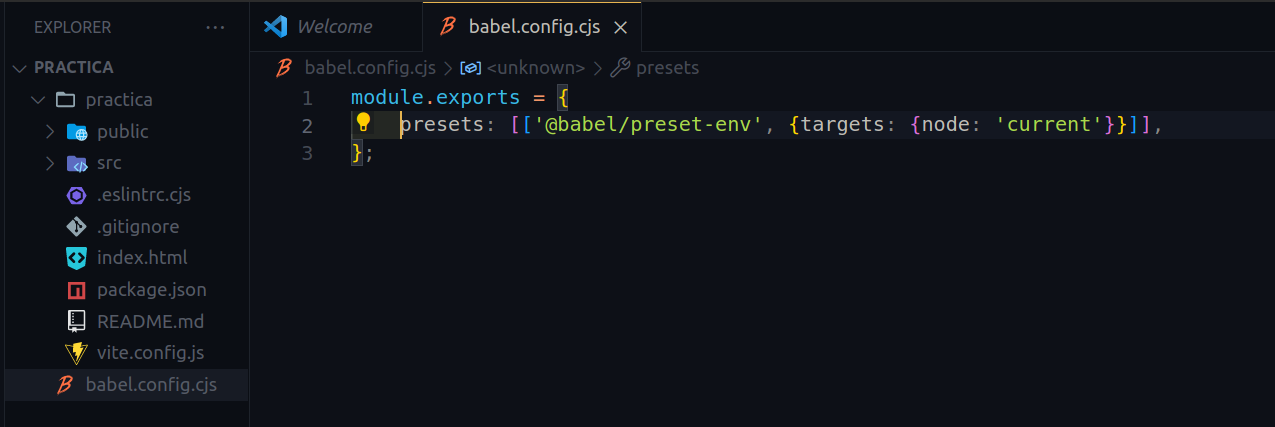 EXPLORER ···
PRACTICA
practica
public
src
.eslintrc.cjs
.gitignore
index.html
package.json
README.md
vite.config.js
babel.config.cjs
Welcome babel.config.cjs
babel.config.cjs > <unknown> > presets
1 module.exports = {
2 presets: [['@babel/preset-env', {targets: {node: 'current'}}]],
3 };